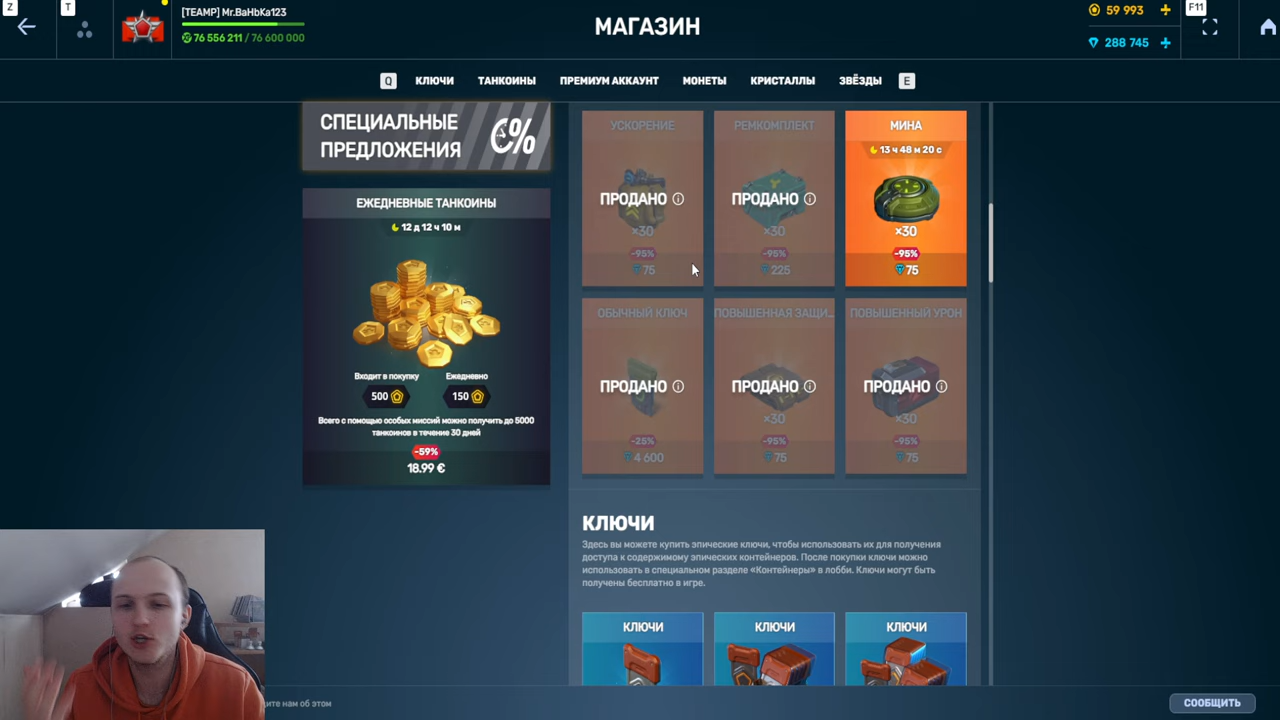 Z
T
[TEAMP] Mr.BaHbKa123
76 556 211 / 76 600 000
МАГАЗИН
59 993
288 745
F11
Q
КЛЮЧИ
ТАНКОИНЫ
ПРЕМИУМ АККАУНТ
МОНЕТЫ
КРИСТАЛЛЫ
ЗВЁЗДЫ
E
СПЕЦИАЛЬНЫЕ
ПРЕДЛОЖЕНИЯ
%
ЕЖЕДНЕВНЫЕ ТАНКОИНЫ
12 д 12 ч 10 м
Входит в покупку
Ежедневно
500
150
Всего с помощью особых миссий можно получить до 5000
танкоинов в течение 30 дней
-59%
18.99 €
УСКОРЕНИЕ
ПРОДАНО
×30
-95%
75
РЕМКОМПЛЕКТ
ПРОДАНО
×30
-95%
225
МИНА
13 ч 48 м 20 с
×30
-95%
75
ОБЫЧНЫЙ КЛЮЧ
ПРОДАНО
-25%
4 600
ПОВЫШЕННАЯ ЗАЩИ...
ПРОДАНО
×30
-95%
75
ПОВЫШЕННЫЙ УРОН
ПРОДАНО
×30
-95%
75
КЛЮЧИ
Здесь вы можете купить эпические ключи, чтобы использовать их для получения
доступа к содержимому эпических контейнеров. После покупки ключи можно
использовать в специальном разделе «Контейнеры» в лобби. Ключи могут быть
получены бесплатно в игре.
КЛЮЧИ
КЛЮЧИ
КЛЮЧИ
ите нам об этом
СООБЩИТЬ